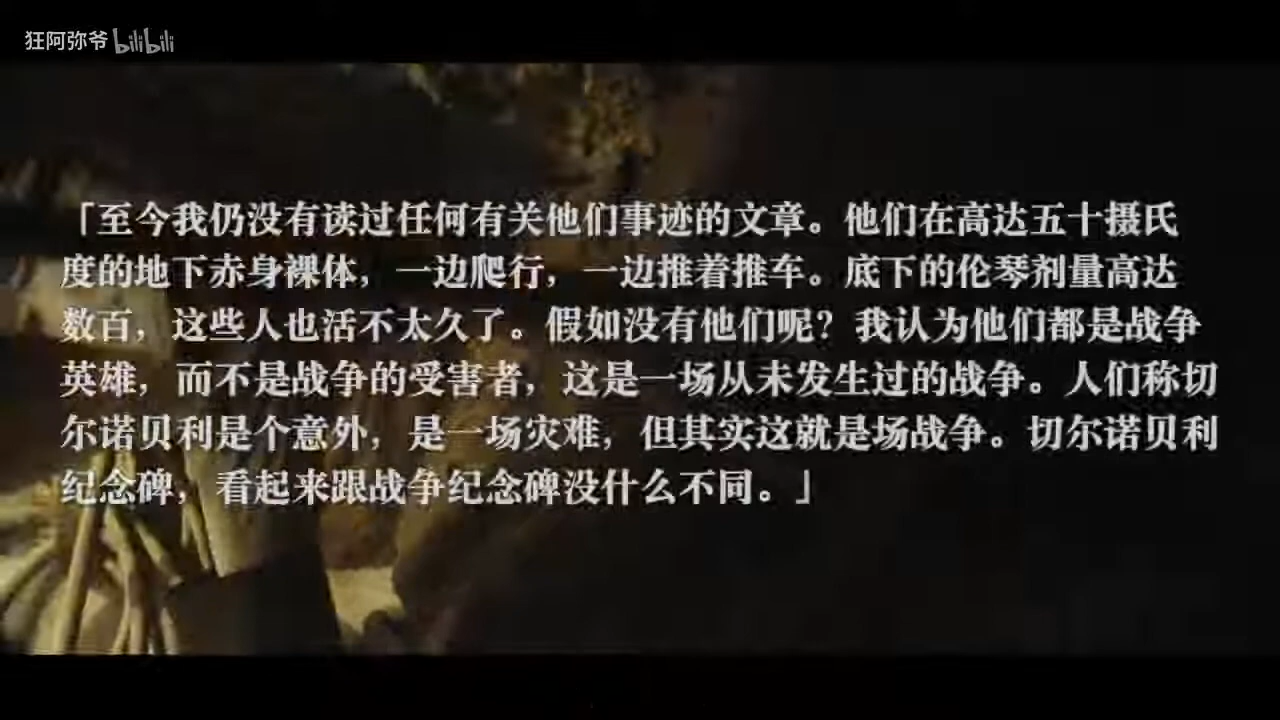 狂阿弥爷 bilibili
「至今我仍没有读过任何有关他们事迹的文章。他们在高达五十摄氏
度的地下赤身裸体，一边爬行，一边推着推车。底下的伦琴剂量高达
数百，这些人也活不太久了。假如没有他们呢？我认为他们都是战争
英雄，而不是战争的受害者，这是一场从未发生过的战争。人们称切
尔诺贝利是个意外，是一场灾难，但其实这就是场战争。切尔诺贝利
纪念碑，看起来跟战争纪念碑没什么不同。」